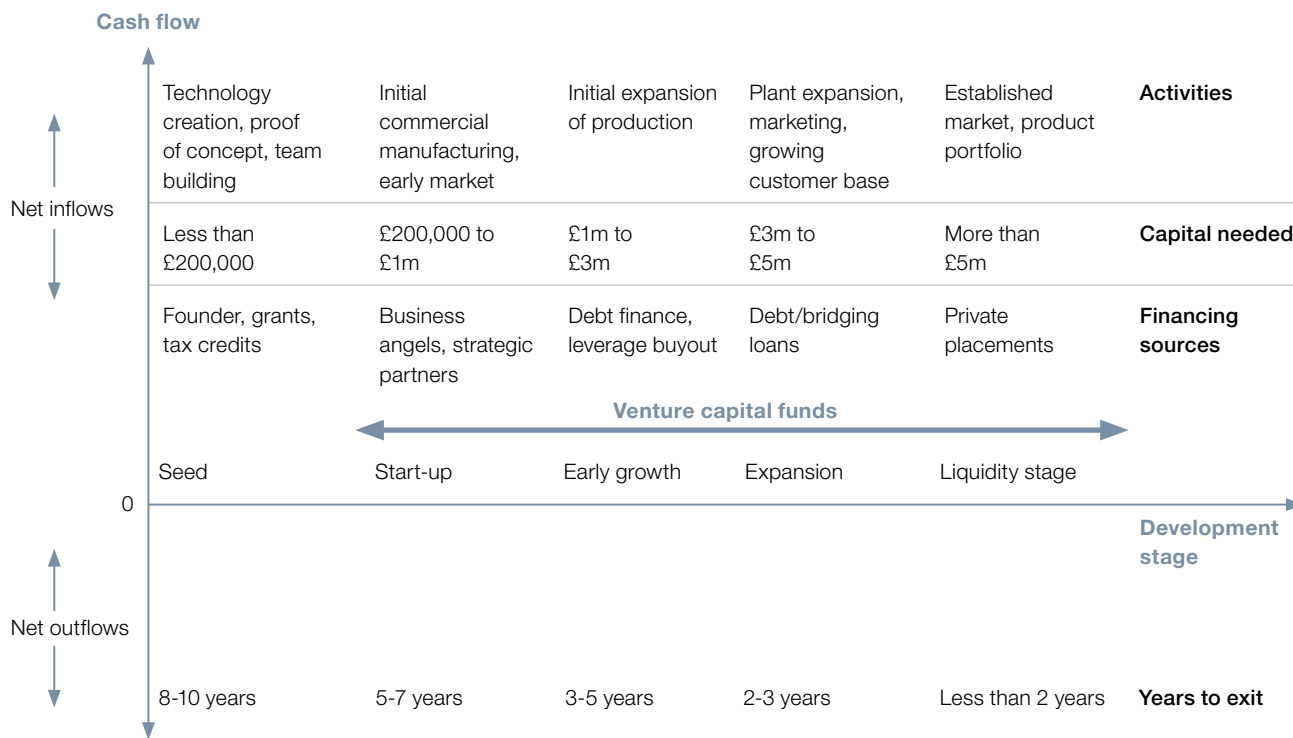 Cash flow
Technology
creation, proof
of concept, team
building
Initial
commercial
manufacturing,
early market
Initial expansion
of production
Plant expansion,
marketing,
growing
customer base
Established
market, product
portfolio
Activities
Net inflows
Less than
£200,000
£200,000 to
£1m
£1m to
£3m
£3m to
£5m
More than
£5m
Capital needed
Founder, grants,
tax credits
Business
angels, strategic
partners
Debt finance,
leverage buyout
Debt/bridging
loans
Private
placements
Financing
sources
Venture capital funds
Seed
Start-up
Early growth
Expansion
Liquidity stage
0
Development
stage
Net outflows
8-10 years
5-7 years
3-5 years
2-3 years
Less than 2 years
Years to exit